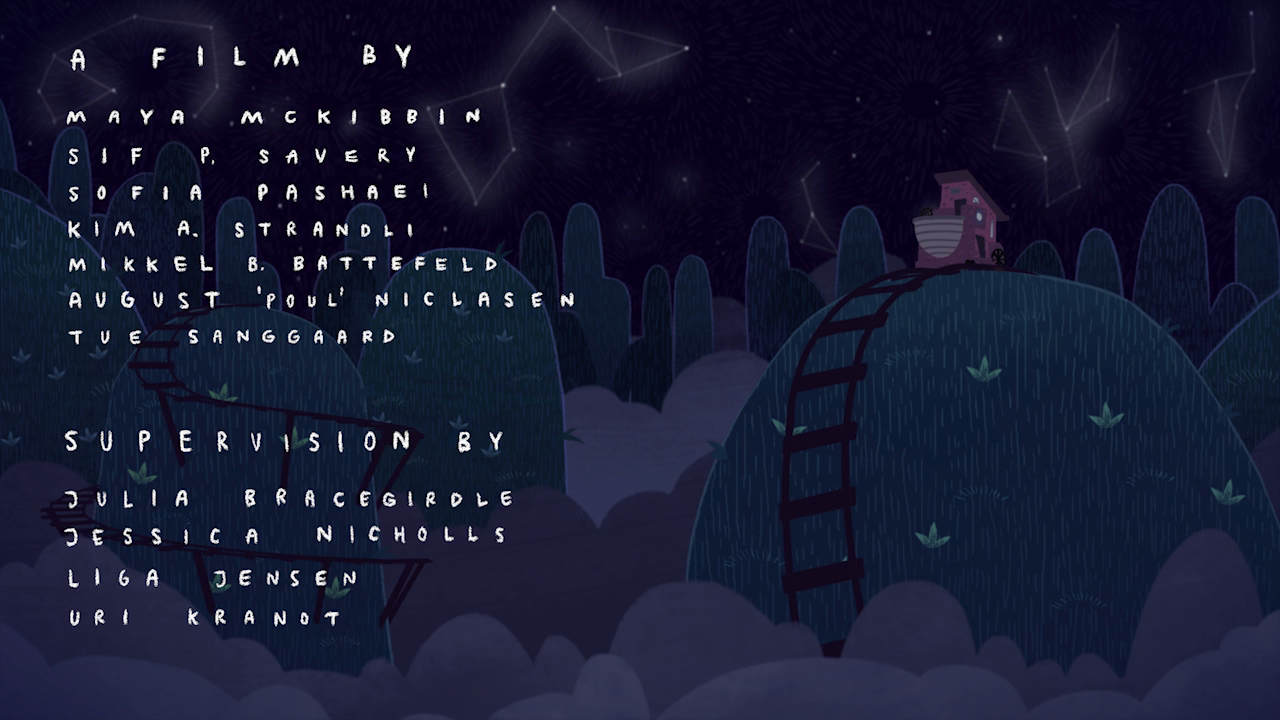 A FILM BY
MAYA MCKIBBIN
SIF P. SAVERY
SOFIA PASHAEI
KIM A. STRANDLI
MIKKEL B. BATTEFELD
AUGUST 'POUL' NICLASEN
TUE SANGGAARD
SUPERVISION BY
JULIA BRACEGIRDLE
JESSICA NICHOLLS
LIGA JENSEN
URI KRANOT